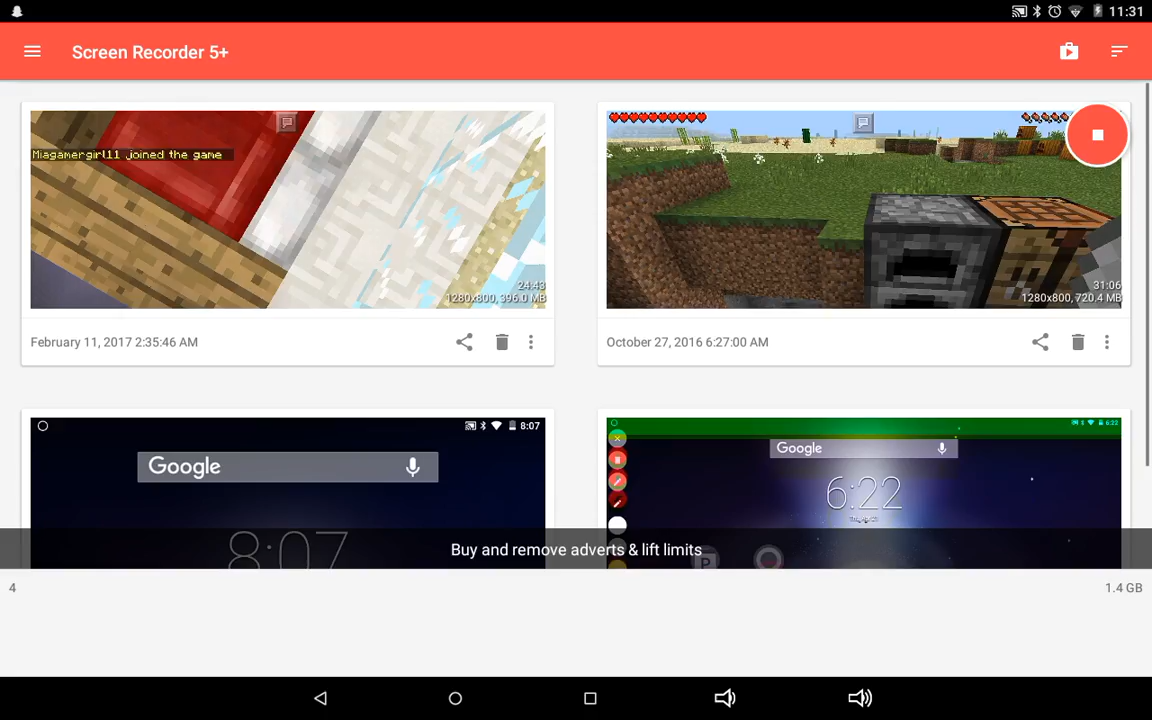 11:31
Screen Recorder 5+
Miagamergirl11 joined the game
24:43
1280x800, 396.0 MB
31:06
1280x800, 720.4 MB
February 11, 2017 2:35:46 AM
October 27, 2016 6:27:00 AM
8:07
Google
8:07
6:22
Google
6:22
P
Buy and remove adverts & lift limits
4
1.4 GB